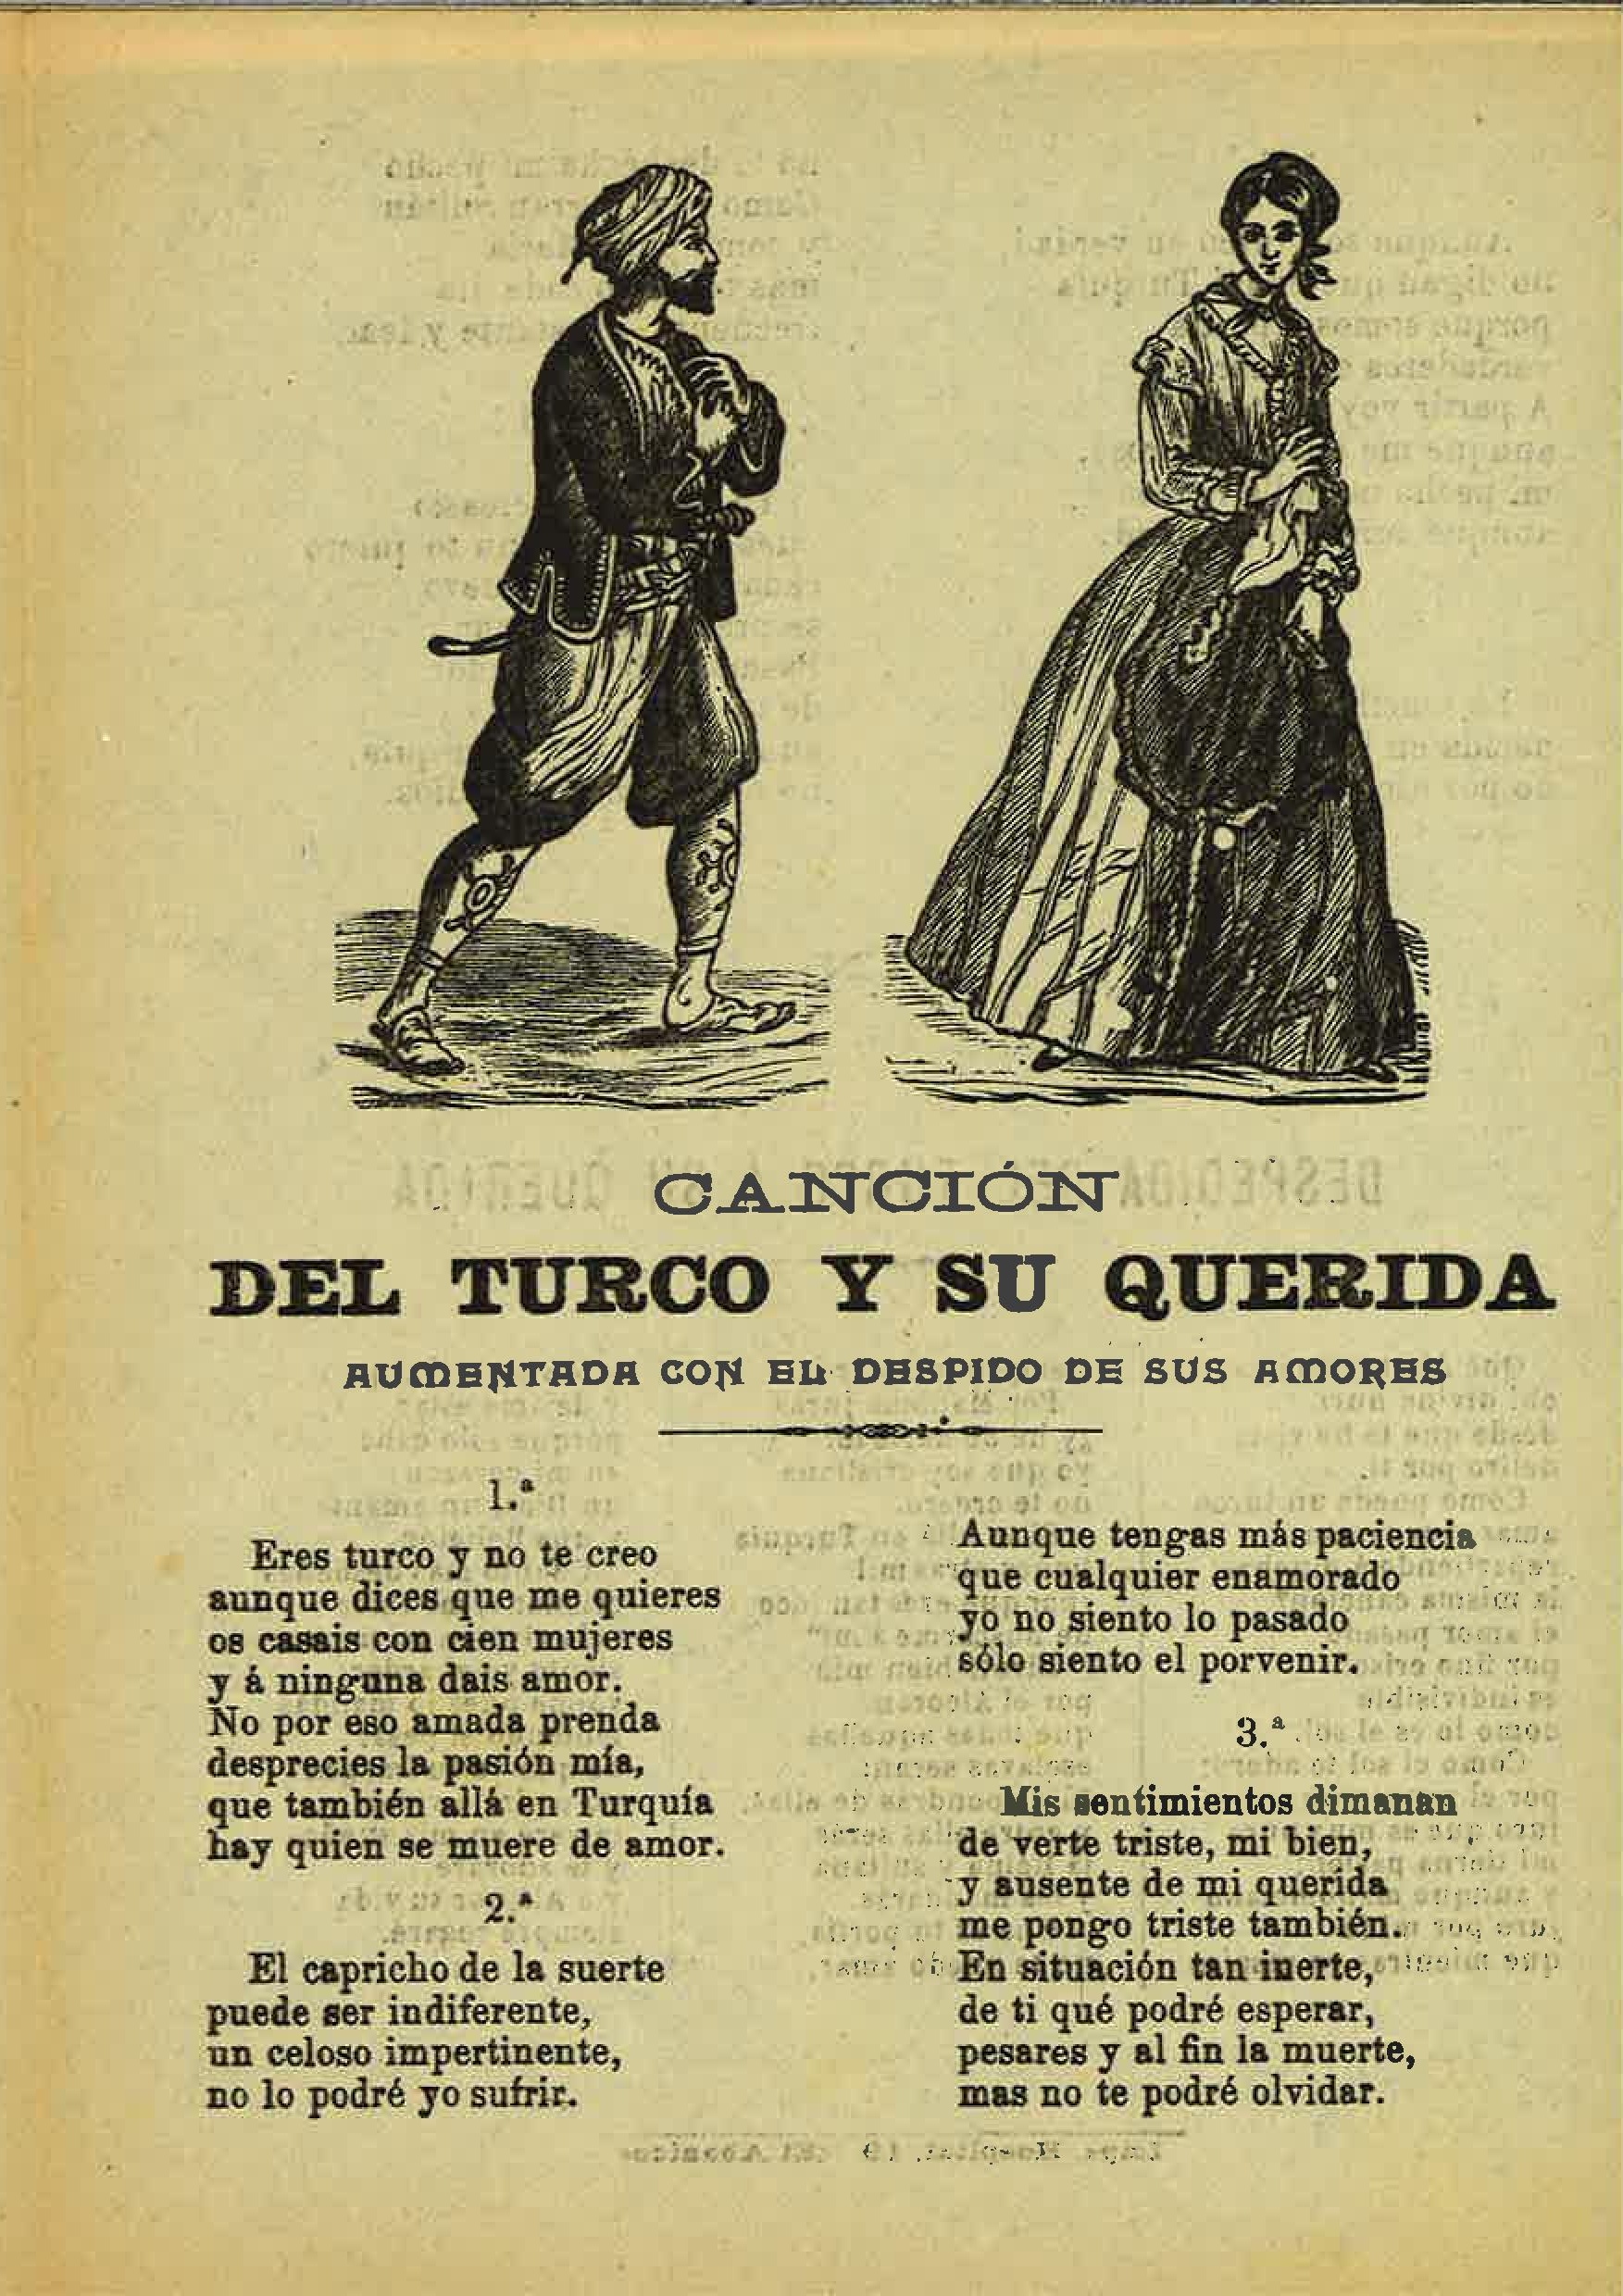 CANCIÓN
DEL TURCO Y SU QUERIDA
AUMENTADA CON EL DESPIDO DE SUS AMORES
1.ª
Eres turco y no te creo
aunque dices que me quieres
os casais con cien mujeres
y á ninguna dais amor.
No por eso amada prenda
desprecies la pasión mía,
que también allá en Turquía
hay quien se muere de amor.
2.ª
El capricho de la suerte
puede ser indiferente,
un celoso impertinente,
no lo podré yo sufrir.
Aunque tengas más paciencia
que cualquier enamorado
yo no siento lo pasado
sólo siento el porvenir.
3.ª
Mis sentimientos dimanan
de verte triste, mi bien,
y ausente de mi querida
me pongo triste también.
En situación tan inerte,
de ti qué podré esperar,
pesares y al fin la muerte,
mas no te podré olvidar.